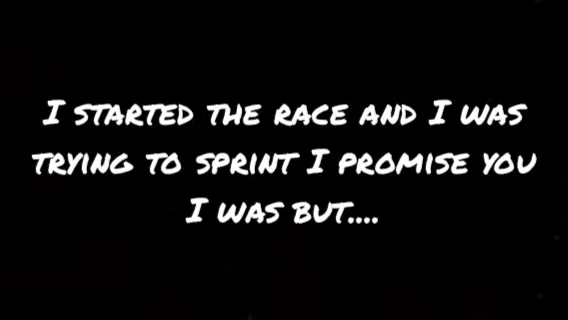 I STARTED THE RACE AND I WAS
TRYING TO SPRINT I PROMISE YOU
I WAS BUT....